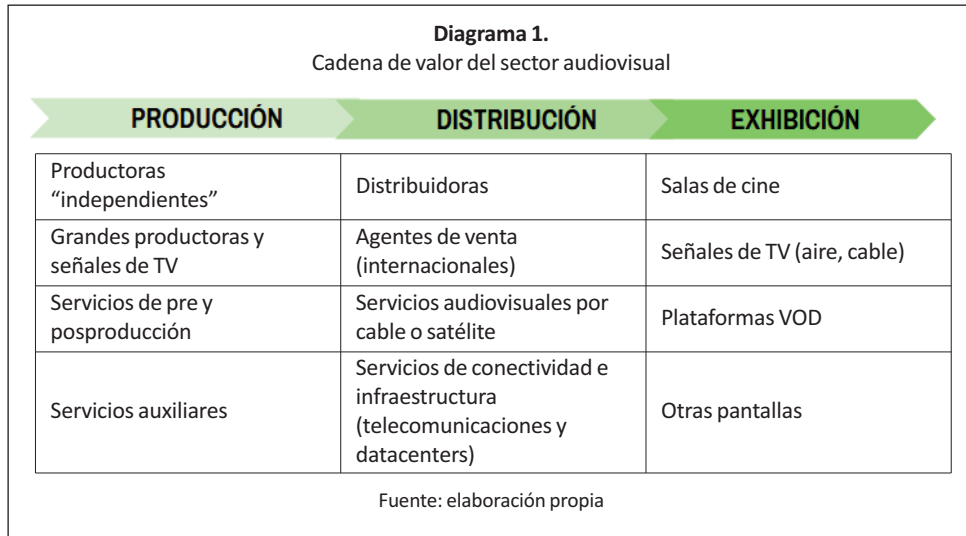 Diagrama 1.
Cadena de valor del sector audiovisual
PRODUCCIÓN
DISTRIBUCIÓN
EXHIBICIÓN
Productoras
“independientes”
Distribuidoras
Salas de cine
Grandes productoras y
señales de TV
Agentes de venta
(internacionales)
Señales de TV (aire, cable)
Servicios de pre y
posproducción
Servicios audiovisuales por
cable o satélite
Plataformas VOD
Servicios auxiliares
Servicios de conectividad e
infraestructura
(telecomunicaciones y
datacenters)
Otras pantallas
Fuente: elaboración propia